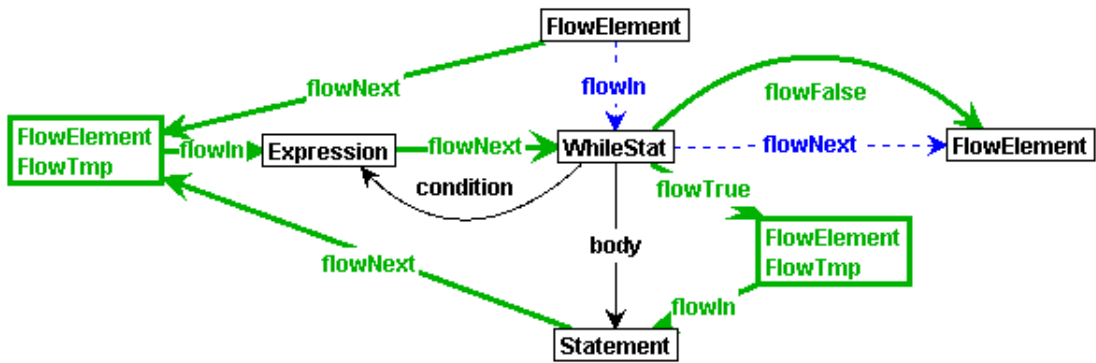 FlowElement
flowNext
flowIn
flowFalse
FlowElement
FlowTmp
flowIn
Expression
flowNext
WhileStat
flowNext
FlowElement
condition
flowTrue
body
FlowElement
FlowTmp
flowNext
flowIn
Statement